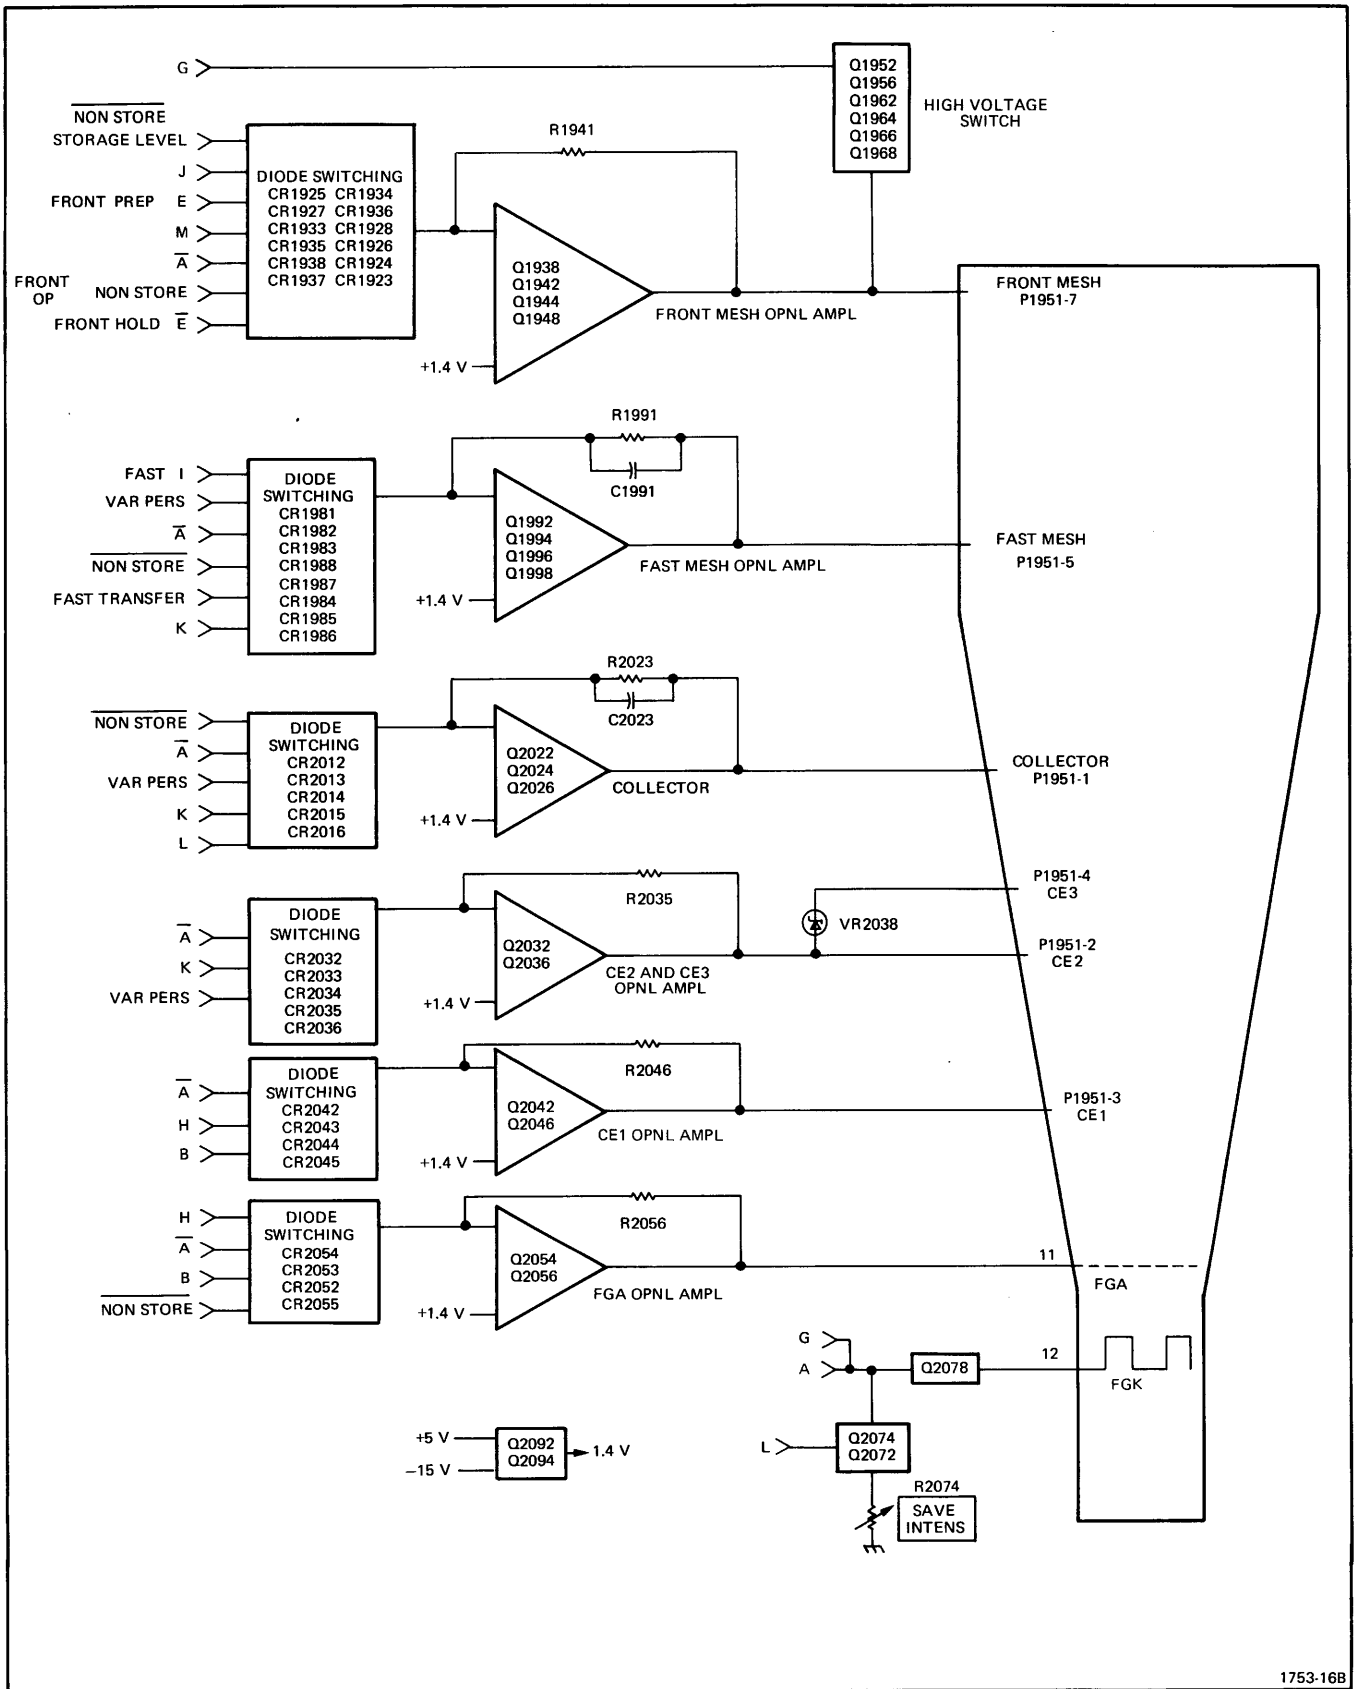 G
Q1952
Q1956
Q1962
Q1964
Q1966
Q1968
HIGH VOLTAGE
SWITCH
NON STORE
STORAGE LEVEL
J
FRONT PREP E
M
A
FRONT
OP
NON STORE
FRONT HOLD E
DIODE SWITCHING
CR1925 CR1934
CR1927 CR1936
CR1933 CR1928
CR1935 CR1926
CR1938 CR1924
CR1937 CR1923
R1941
Q1938
Q1942
Q1944
Q1948
+1.4 V
FRONT MESH OPNL AMPL
FRONT MESH
P1951-7
FAST I
VAR PERS
A
NON STORE
FAST TRANSFER
K
DIODE
SWITCHING
CR1981
CR1982
CR1983
CR1988
CR1987
CR1984
CR1985
CR1986
R1991
C1991
Q1992
Q1994
Q1996
Q1998
+1.4 V
FAST MESH OPNL AMPL
FAST MESH
P1951-5
NON STORE
A
VAR PERS
K
L
DIODE
SWITCHING
CR2012
CR2013
CR2014
CR2015
CR2016
R2023
C2023
Q2022
Q2024
Q2026
+1.4 V
COLLECTOR
COLLECTOR
P1951-1
A
K
VAR PERS
DIODE
SWITCHING
CR2032
CR2033
CR2034
CR2035
CR2036
R2035
Q2032
Q2036
+1.4 V
CE2 AND CE3
OPNL AMPL
VR2038
P1951-4
CE3
P1951-2
CE2
A
H
B
DIODE
SWITCHING
CR2042
CR2043
CR2044
CR2045
R2046
Q2042
Q2046
+1.4 V
CE1 OPNL AMPL
P1951-3
CE1
H
A
B
NON STORE
DIODE
SWITCHING
CR2054
CR2053
CR2052
CR2055
R2056
Q2054
Q2056
+1.4 V
FGA OPNL AMPL
11
FGA
G
A
Q2078
12
FGK
+5 V
−15 V
Q2092
Q2094
1.4 V
L
Q2074
Q2072
R2074
SAVE
INTENS
1753-16B